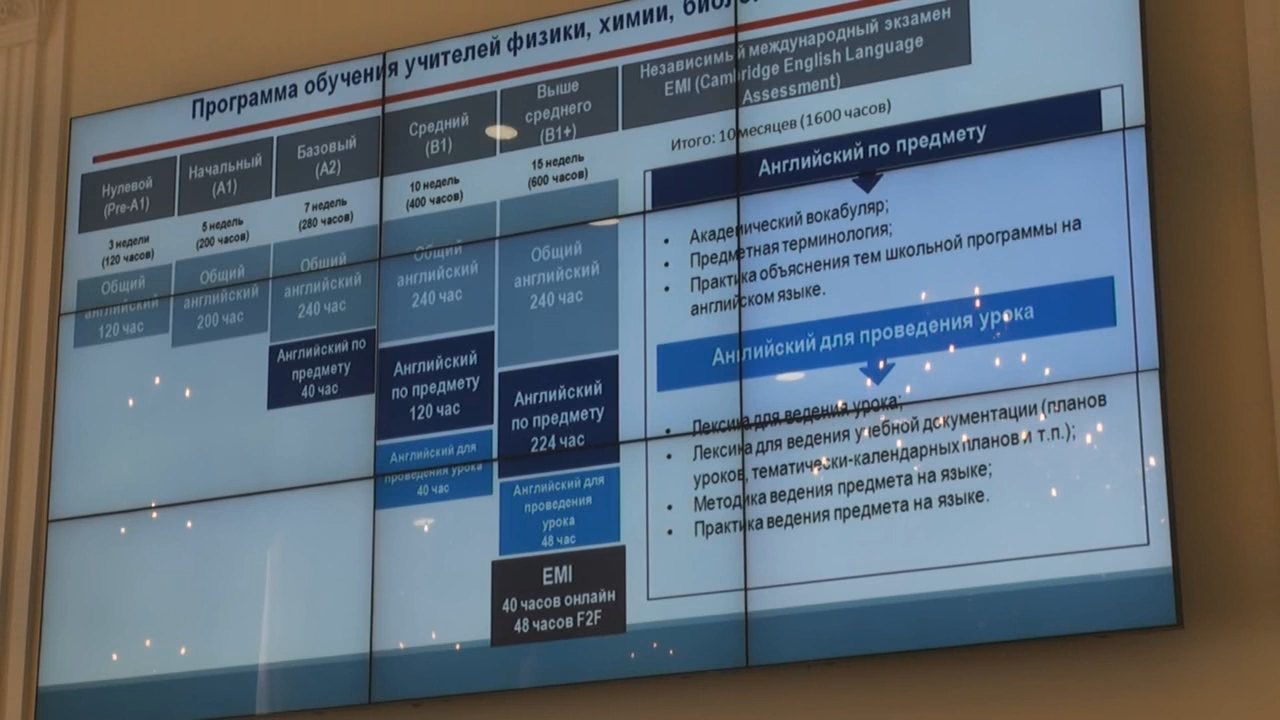 Программа обучения учителей физики, химии,
Нулевой
(Pre-A1)
Начальный
(A1)
Базовый
(A2)
Средний
(B1)
Выше
среднего
(B1+)
Независимый международный экзамен
EMI (Cambridge English Language
Assessment)
3 недели
(120 часов)
5 недель
(200 часов)
7 недель
(280 часов)
10 недель
(400 часов)
15 недель
(600 часов)
Итого: 10 месяцев (1600 часов)
Общий
английский
120 час
Общий
английский
200 час
Общий
английский
240 час
Общий
английский
240 час
Общий
английский
240 час
Английский по
предмету
40 час
Английский
по предмету
120 час
Английский
по предмету
224 час
Английский для
проведения урока
40 час
Английский для
проведения
урока
48 час
EMI
40 часов онлайн
48 часов F2F
Английский по предмету
• Академический вокабуляр;
• Предметная терминология;
• Практика объяснения тем школьной программы на
английском языке.
Английский для проведения урока
• Лексика для ведения урока;
• Лексика для ведения учебной документации (планов
уроков, тематически-календарных планов и т.п.);
• Методика ведения предмета на языке;
• Практика ведения предмета на языке.